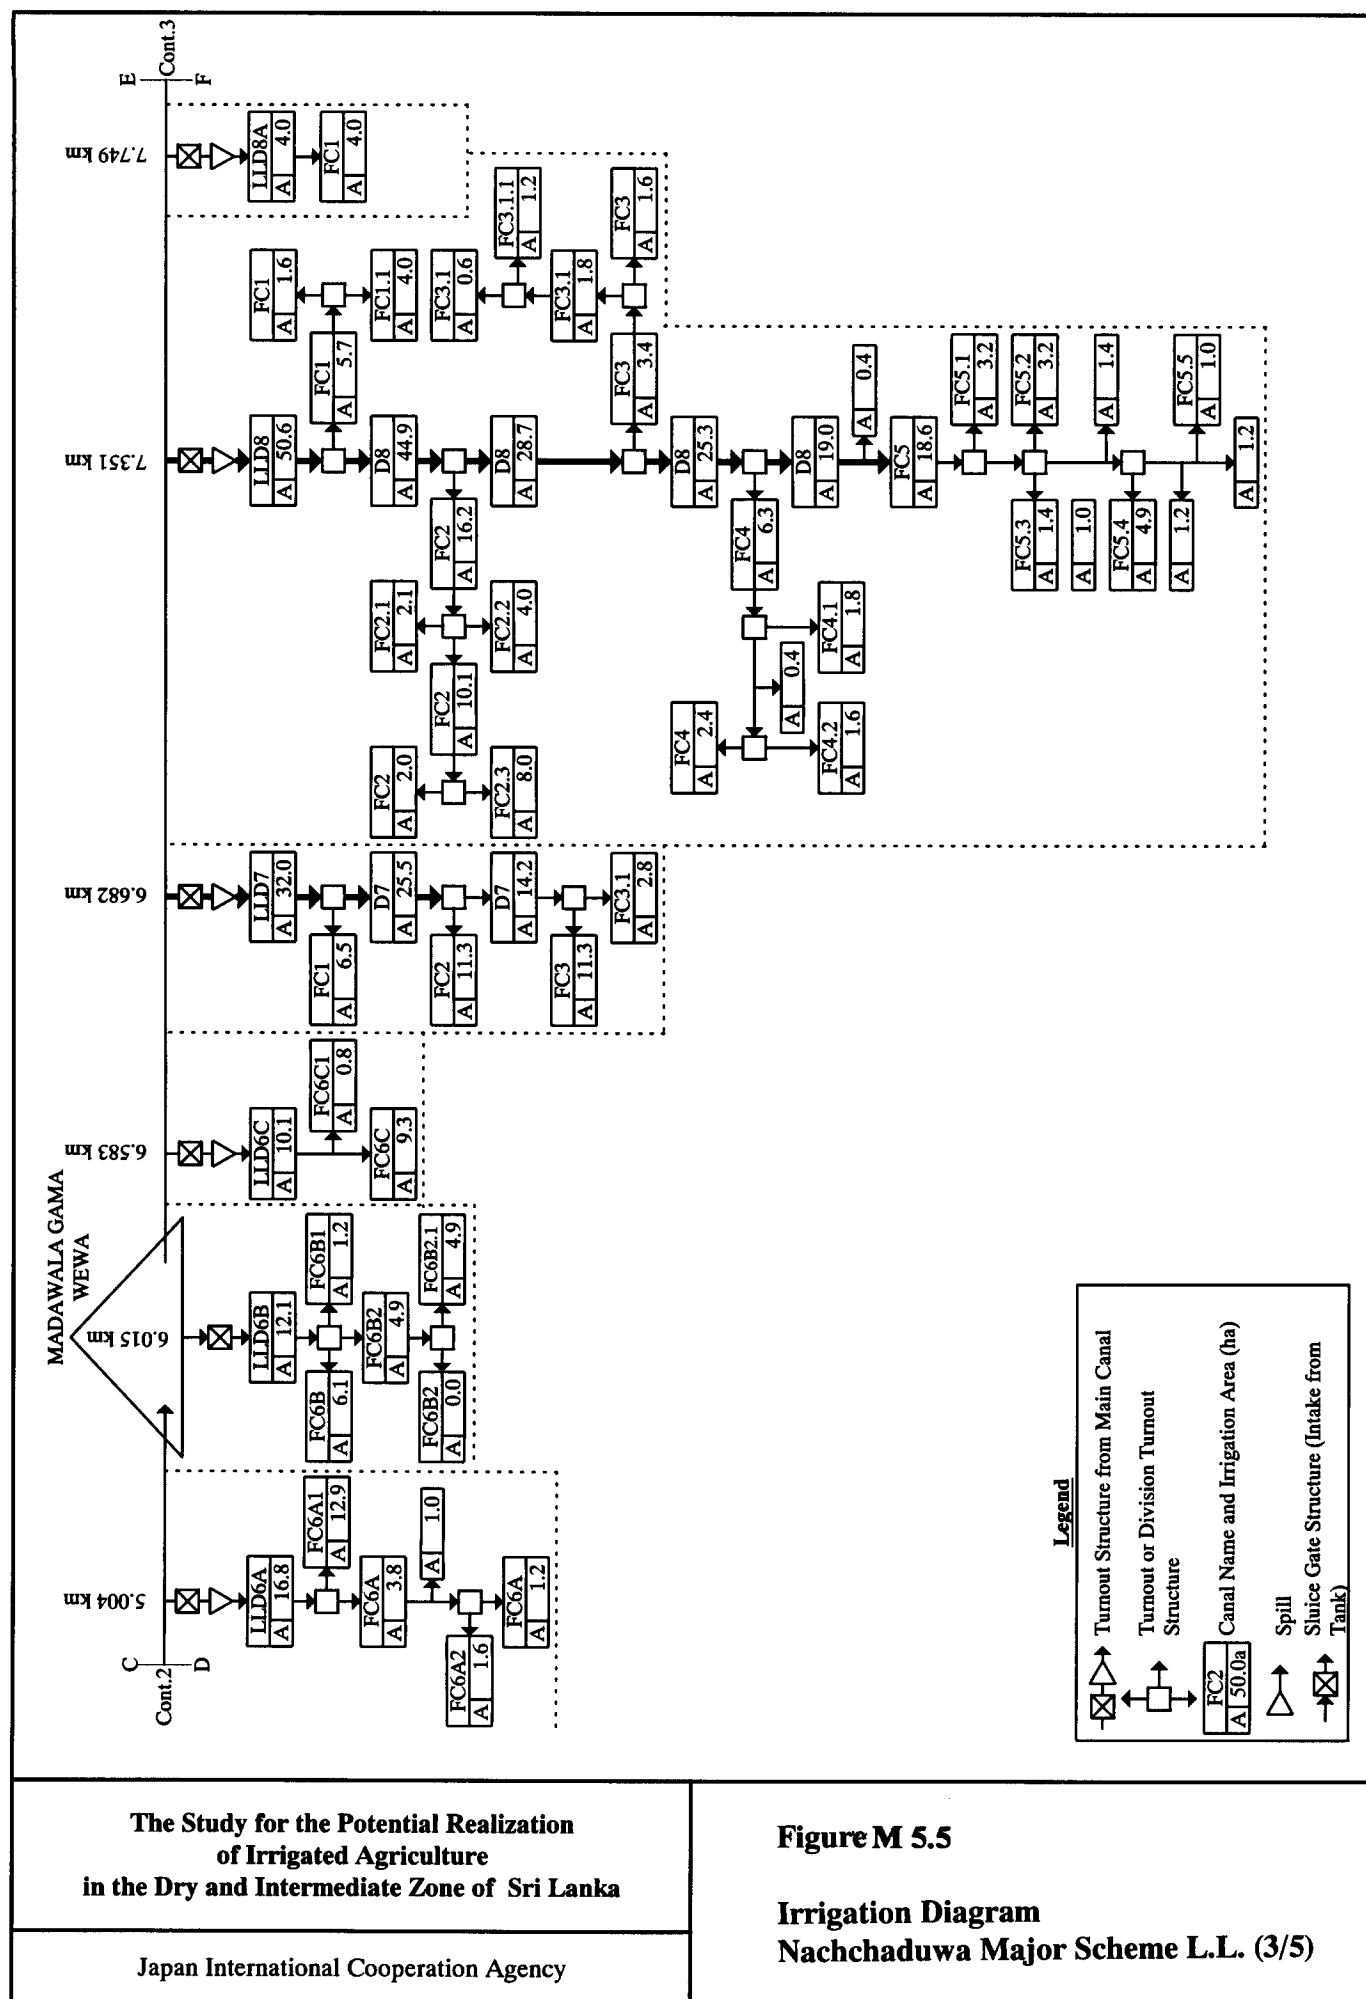 E
F
Cont.3
7.749 km
LLD8A
A 4.0
FC1
A 4.0
7.351 km
LLD8
A 50.6
FC1
A 5.7
FC1
A 1.6
FC1.1
A 4.0
D8
A 44.9
FC2
A 16.2
FC2.1
A 2.1
FC2.2
A 4.0
FC2
A 10.1
FC2
A 2.0
FC2.3
A 8.0
D8
A 28.7
FC3
A 3.4
FC3.1
A 1.8
FC3
A 1.6
FC3.1
A 0.6
FC3.1.1
A 1.2
D8
A 25.3
FC4
A 6.3
FC4.1
A 1.8
A 0.4
FC4
A 2.4
FC4.2
A 1.6
D8
A 19.0
A 0.4
FC5
A 18.6
FC5.1
A 3.2
FC5.2
A 3.2
FC5.3
A 1.4
A 1.4
A 1.0
FC5.4
A 4.9
FC5.5
A 1.0
A 1.2
A 1.2
6.682 km
LLD7
A 32.0
FC1
A 6.5
D7
A 25.5
FC2
A 11.3
D7
A 14.2
FC3
A 11.3
FC3.1
A 2.8
6.583 km
LLD6C
A 10.1
FC6C1
A 0.8
FC6C
A 9.3
MADAWALA GAMA
WEWA
6.015 km
LLD6B
A 12.1
FC6B1
A 1.2
FC6B
A 6.1
FC6B2
A 4.9
FC6B2.1
A 4.9
FC6B2
A 0.0
5.004 km
LLD6A
A 16.8
FC6A1
A 12.9
FC6A
A 3.8
A 1.0
FC6A2
A 1.6
FC6A
A 1.2
C
D
Cont.2
Legend
Turnout Structure from Main Canal
Turnout or Division Turnout
Structure
FC2
A 50.0a
Canal Name and Irrigation Area (ha)
Spill
Sluice Gate Structure (Intake from
Tank)
The Study for the Potential Realization
of Irrigated Agriculture
in the Dry and Intermediate Zone of Sri Lanka
Japan International Cooperation Agency
Figure M 5.5
Irrigation Diagram
Nachchaduwa Major Scheme L.L. (3/5)